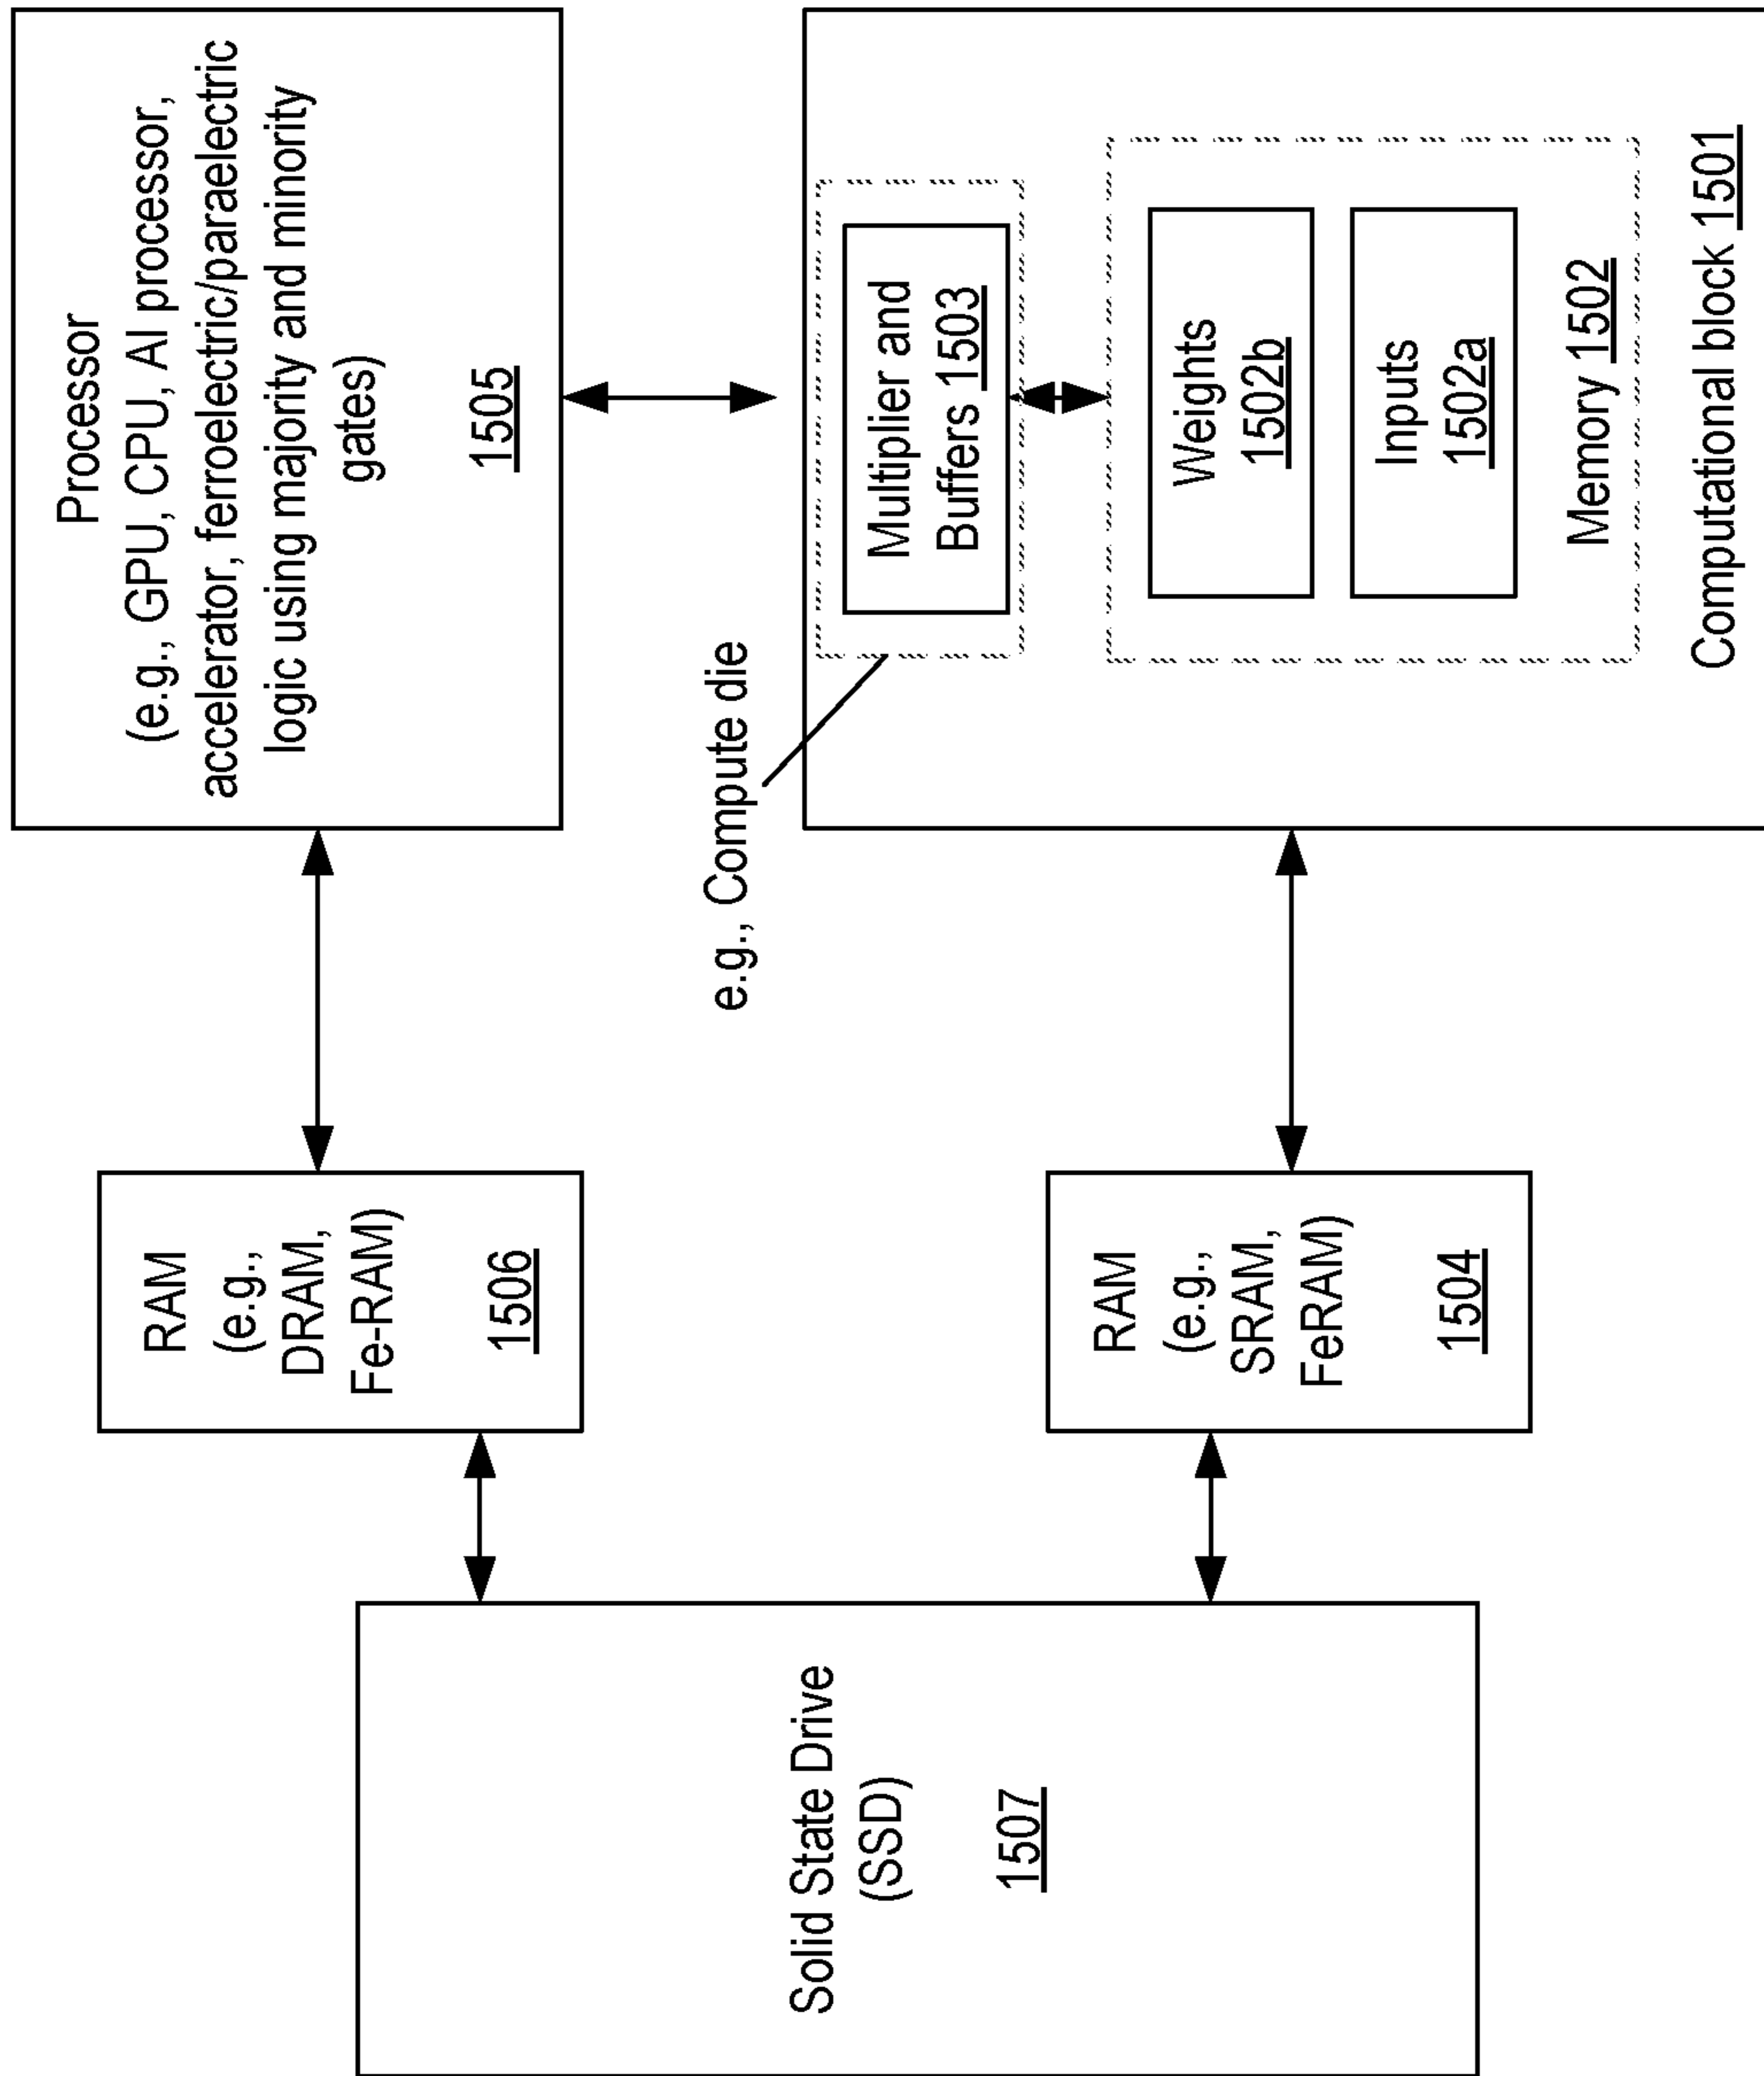 Processor
(e.g., GPU, CPU, AI processor,
accelerator, ferroelectric/paraelectric
logic using majority and minority
gates)
1505
RAM
(e.g.,
DRAM,
Fe-RAM)
1506
e.g., Compute die
Multiplier and
Buffers 1503
Weights
1502b
Inputs
1502a
Memory 1502
Computational block 1501
RAM
(e.g.,
SRAM,
FeRAM)
1504
Solid State Drive
(SSD)
1507